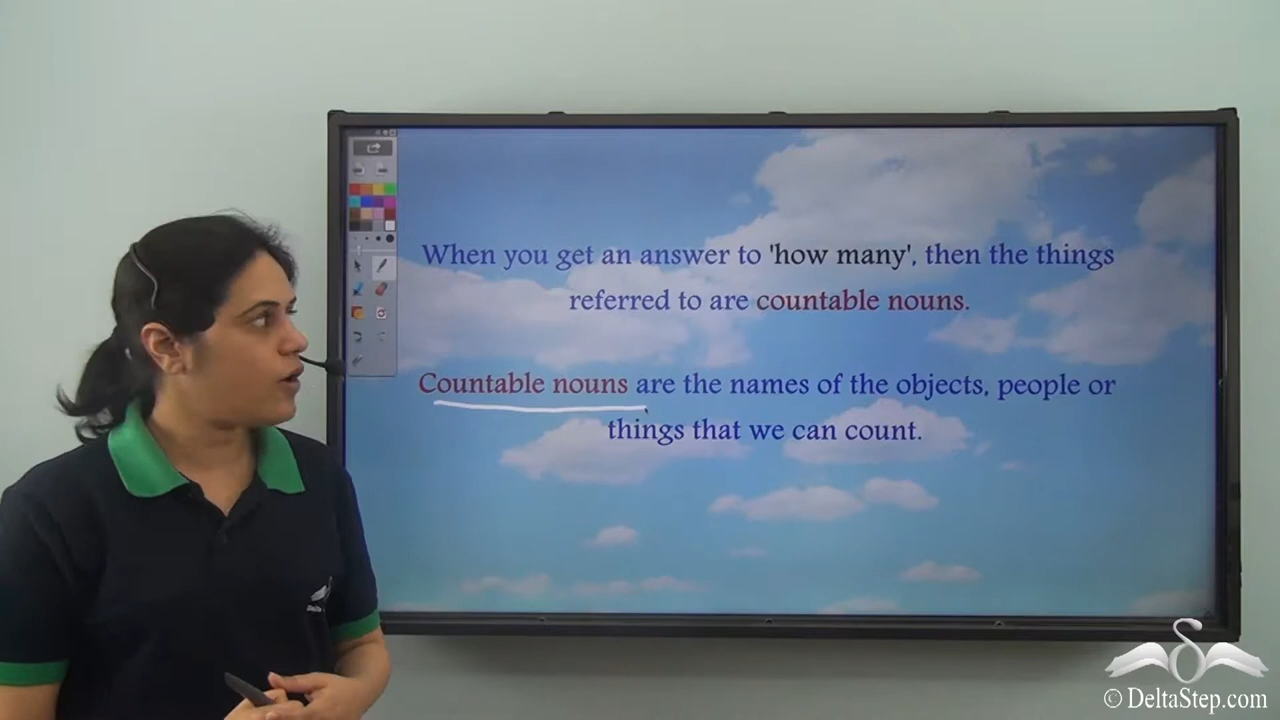 When you get an answer to 'how many', then the things
referred to are countable nouns.
Countable nouns are the names of the objects, people or
things that we can count.
Delta
© DeltaStep.com